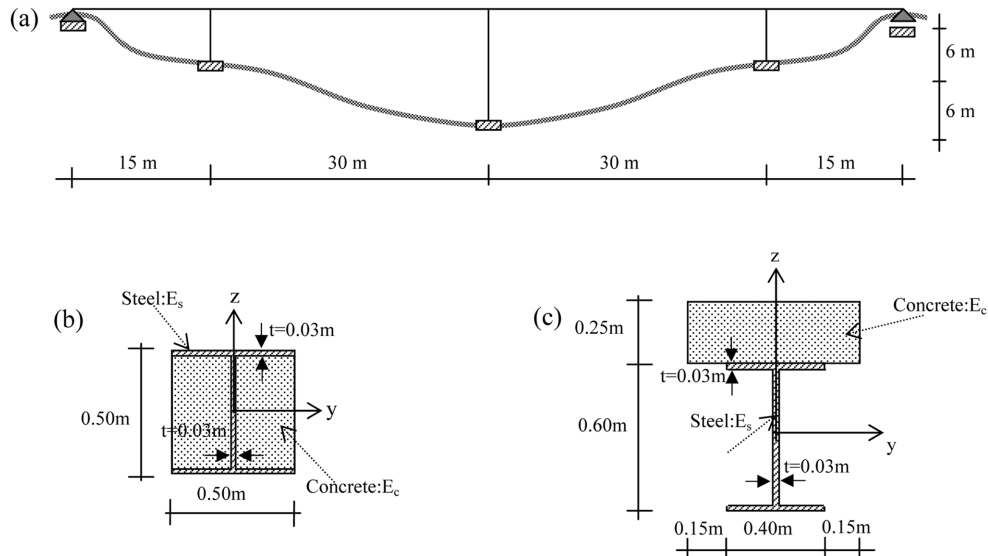 (a)
6 m
6 m
15 m
30 m
30 m
15 m
(b)
Steel:Es
z
t=0.03m
0.50m
y
t=0.03m
Concrete:Ec
0.50m
(c)
z
0.25m
Concrete:Ec
t=0.03m
0.60m
Steel:Es
y
t=0.03m
0.15m
0.40m
0.15m